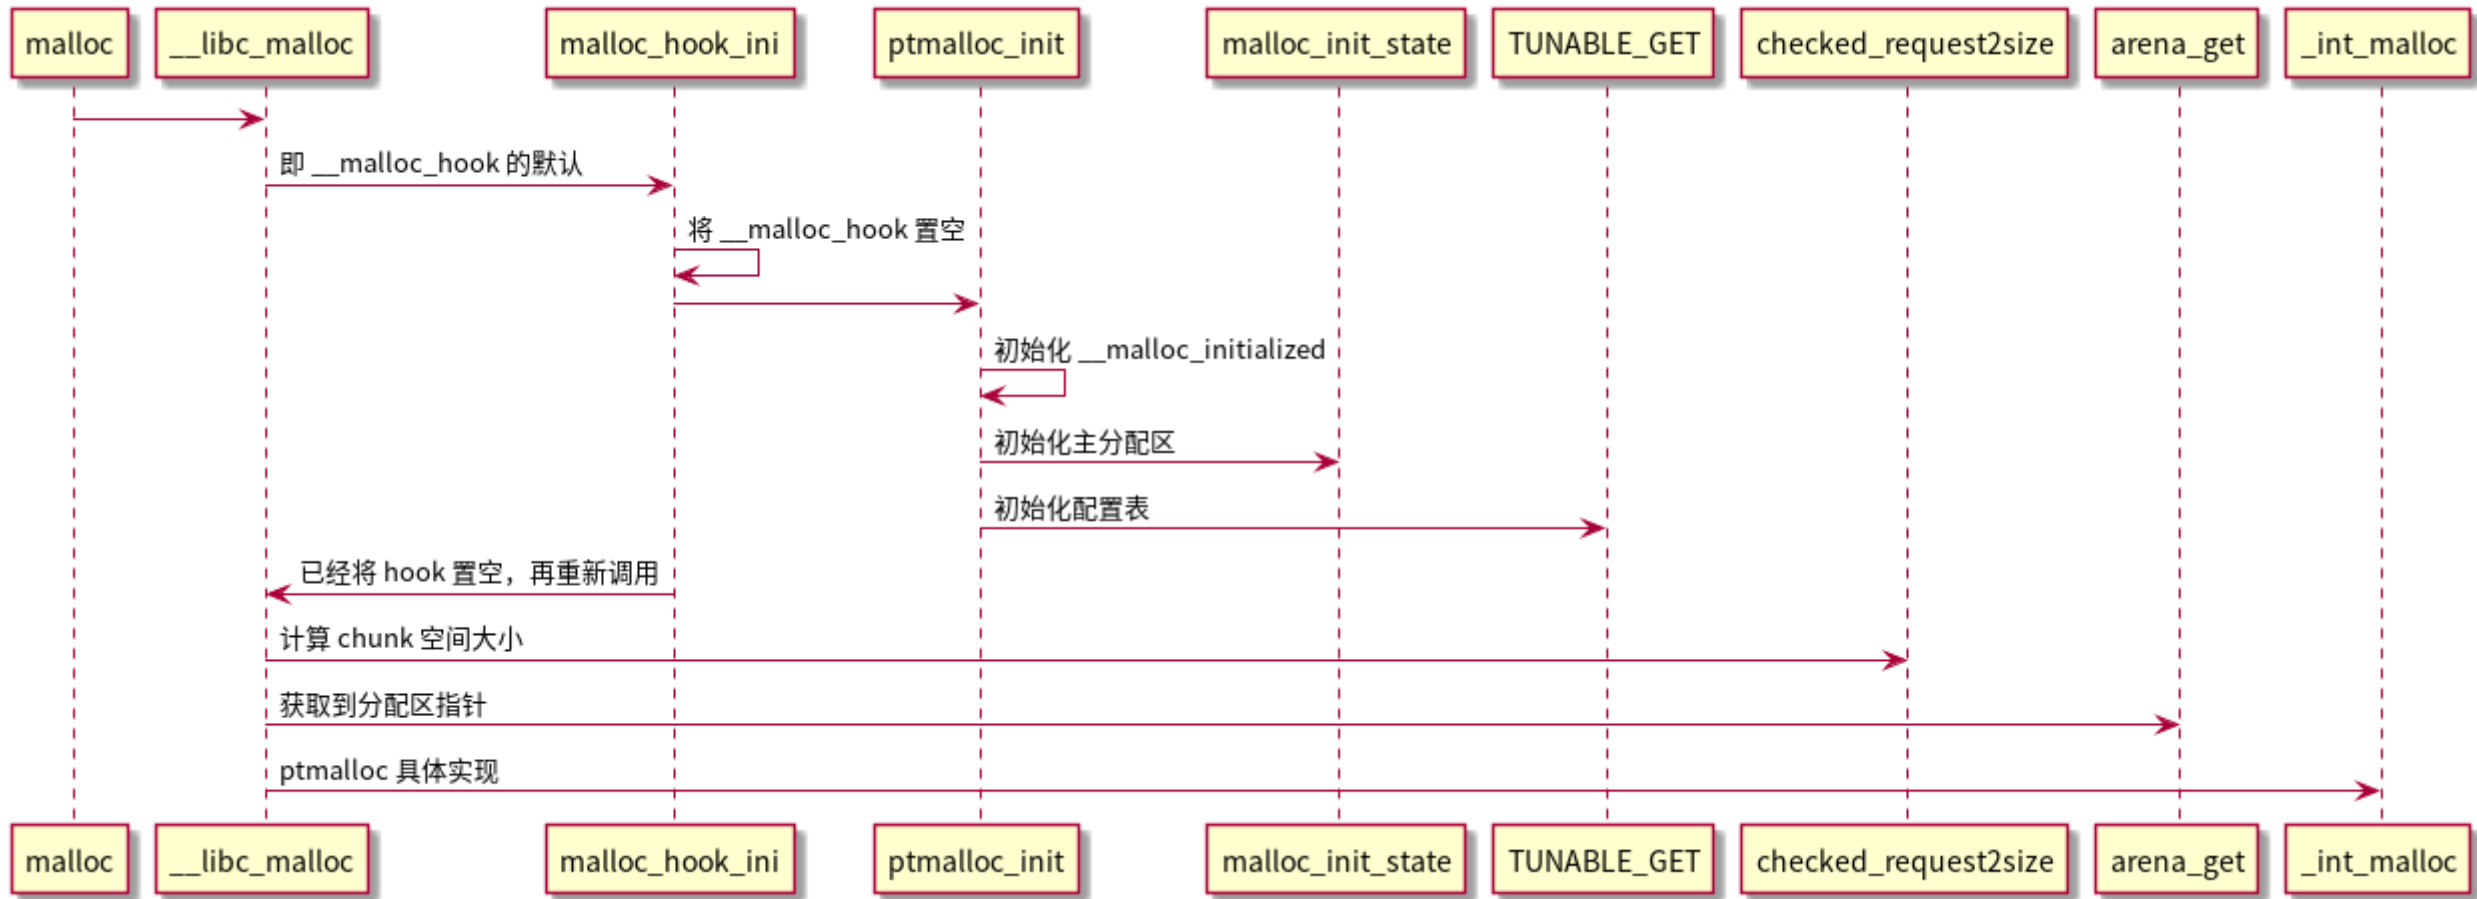 malloc
__libc_malloc
malloc_hook_ini
ptmalloc_init
malloc_init_state
TUNABLE_GET
checked_request2size
arena_get
_int_malloc
即 __malloc_hook 的默认
将 __malloc_hook 置空
初始化 __malloc_initialized
初始化主分配区
初始化配置表
已经将 hook 置空，再重新调用
计算 chunk 空间大小
获取到分配区指针
ptmalloc 具体实现
malloc
__libc_malloc
malloc_hook_ini
ptmalloc_init
malloc_init_state
TUNABLE_GET
checked_request2size
arena_get
_int_malloc